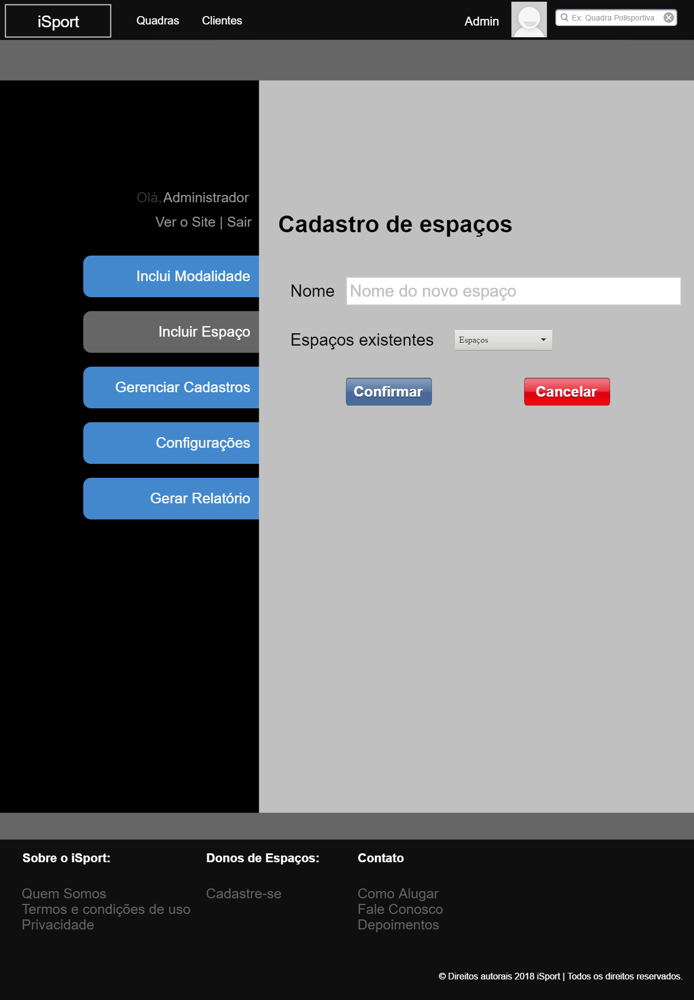 iSport
Quadras Clientes
Admin
Ex: Quadra Polisportiva
Olá, Administrador
Ver o Site | Sair
Inclui Modalidade
Incluir Espaço
Gerenciar Cadastros
Configurações
Gerar Relatório
Cadastro de espaços
Nome Nome do novo espaço
Espaços existentes Espaços
Confirmar Cancelar
Sobre o iSport:
Quem Somos
Termos e condições de uso
Privacidade
Donos de Espaços:
Cadastre-se
Contato
Como Alugar
Fale Conosco
Depoimentos
© Direitos autorais 2018 iSport | Todos os direitos reservados.